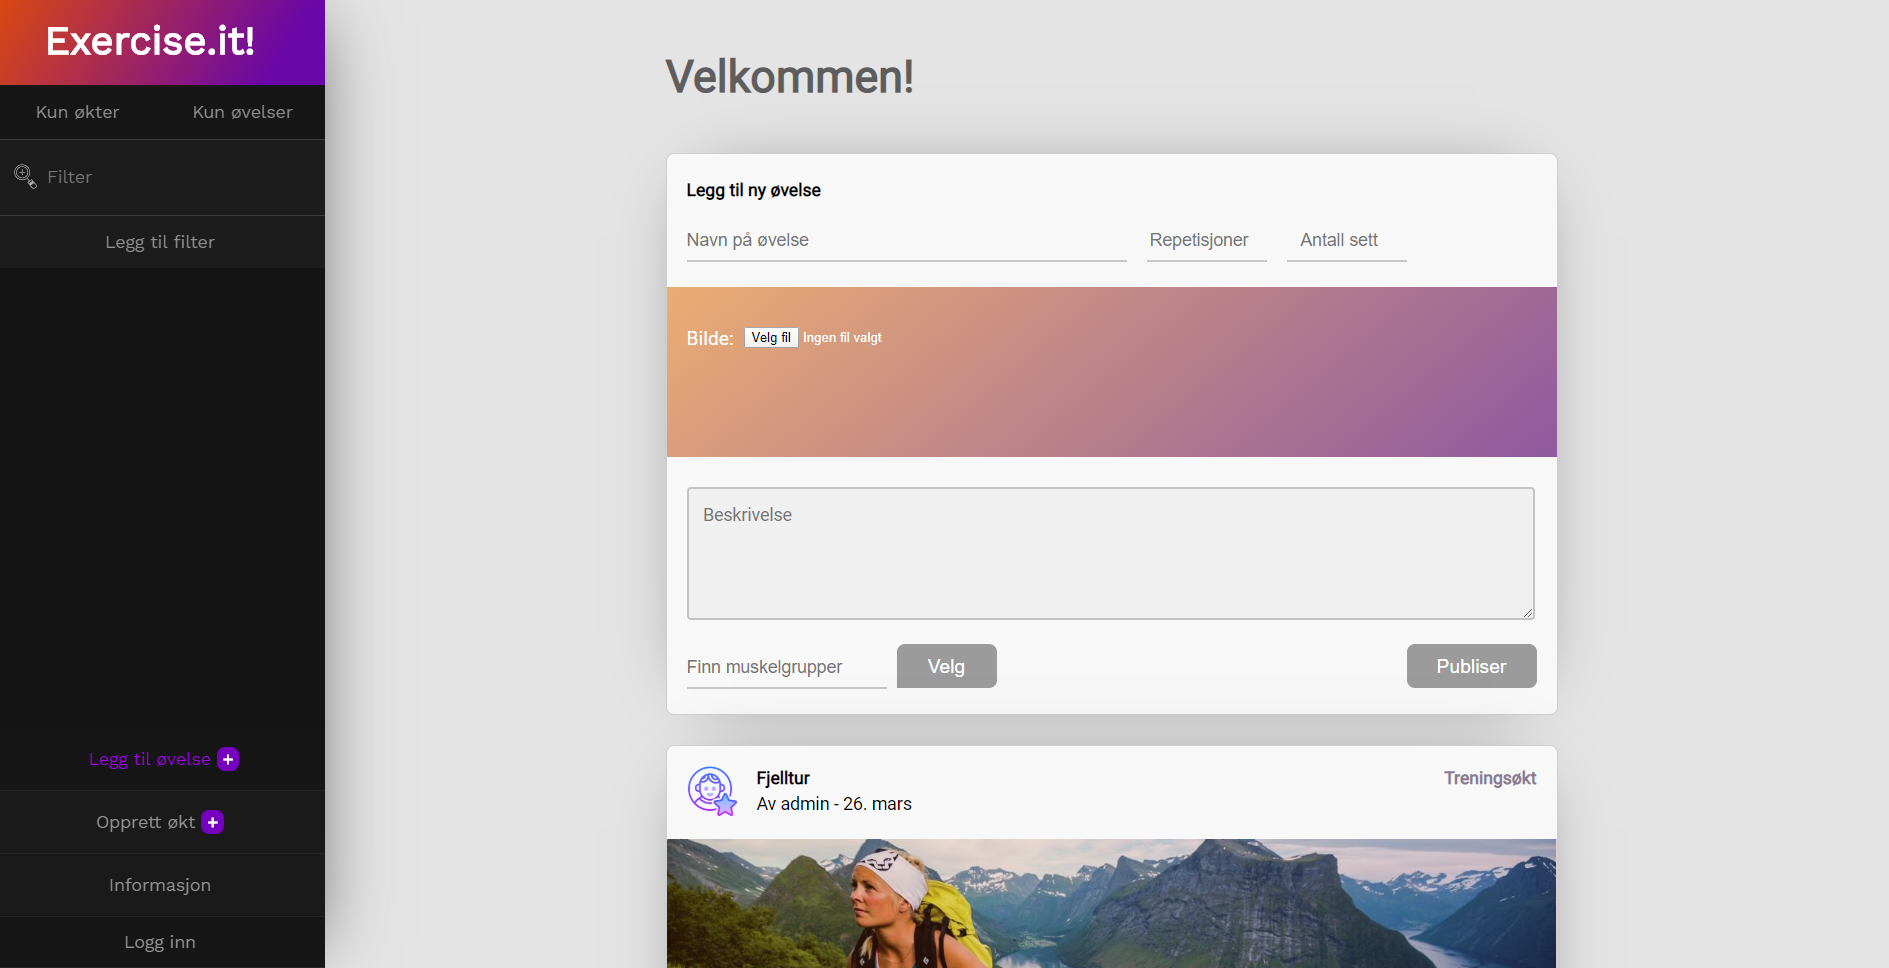 Exercise.it!
Kun økter Kun øvelser
Filter
Legg til filter
Legg til øvelse +
Opprett økt +
Informasjon
Logg inn
Velkommen!
Legg til ny øvelse
Navn på øvelse Repetisjoner Antall sett
Bilde: Velg fil Ingen fil valgt
Beskrivelse
Finn muskelgrupper Velg Publiser
Fjelltur Treningsøkt
Av admin - 26. mars